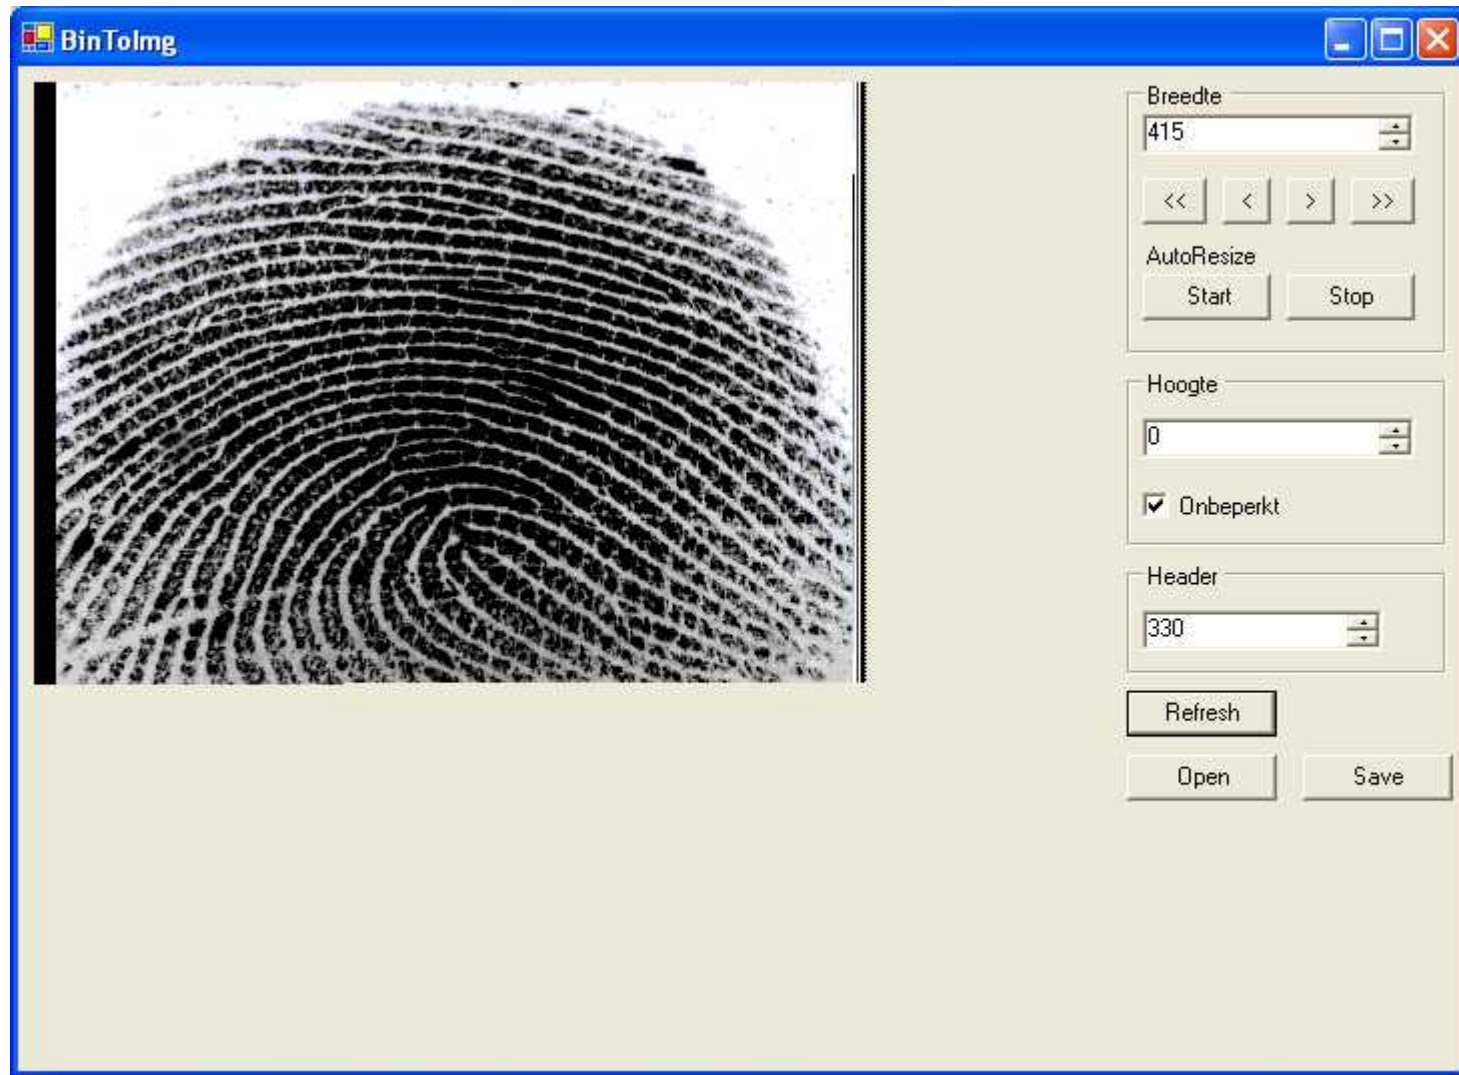 BinToImg
Breedte
415
<< < > >>
AutoResize
Start Stop
Hoogte
0
Onbeperkt
Header
330
Refresh
Open Save